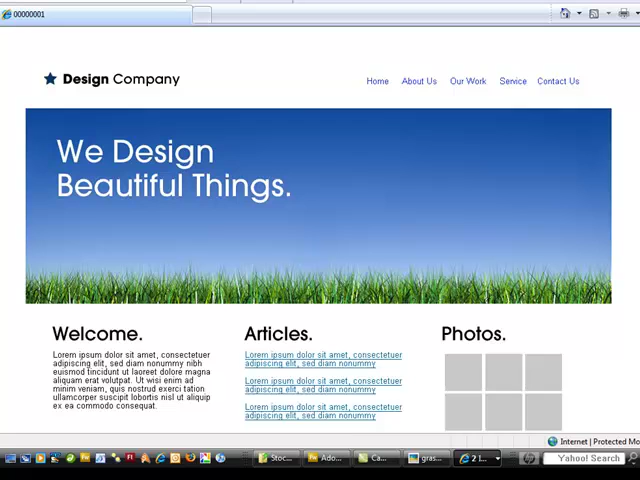 00000001
Design Company
Home About Us Our Work Service Contact Us
We Design
Beautiful Things.
Welcome.
Lorem ipsum dolor sit amet, consectetuer
adipiscing elit, sed diam nonummy nibh
euismod tincidunt ut laoreet dolore magna
aliquam erat volutpat. Ut wisi enim ad
minim veniam, quis nostrud exerci tation
ullamcorper suscipit lobortis nisl ut aliquip
ex ea commodo consequat.
Articles.
Lorem ipsum dolor sit amet, consectetuer
adipiscing elit, sed diam nonummy
Lorem ipsum dolor sit amet, consectetuer
adipiscing elit, sed diam nonummy
Lorem ipsum dolor sit amet, consectetuer
adipiscing elit, sed diam nonummy
Photos.
Internet | Protected Mo
Stoc... Ado... Ca... gras... 2 I... Yahoo! Search